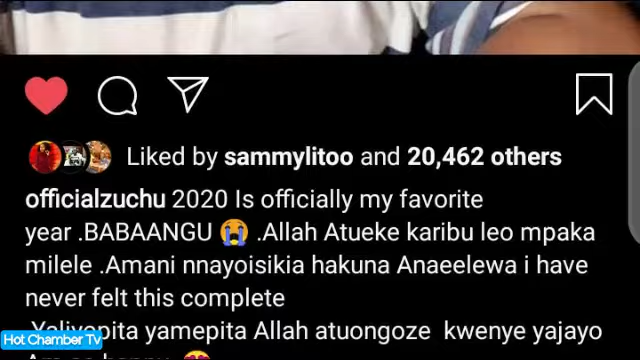 Liked by sammylitoo and 20,462 others
officialzuchu 2020 Is officially my favorite
year .BABAANGU 😭 .Allah Atueke karibu leo mpaka
milele .Amani nnayoisikia hakuna Anaeelewa i have
never felt this complete
.Yaliyopita yamepita Allah atuongoze kwenye yajayo
Hot Chamber Tv